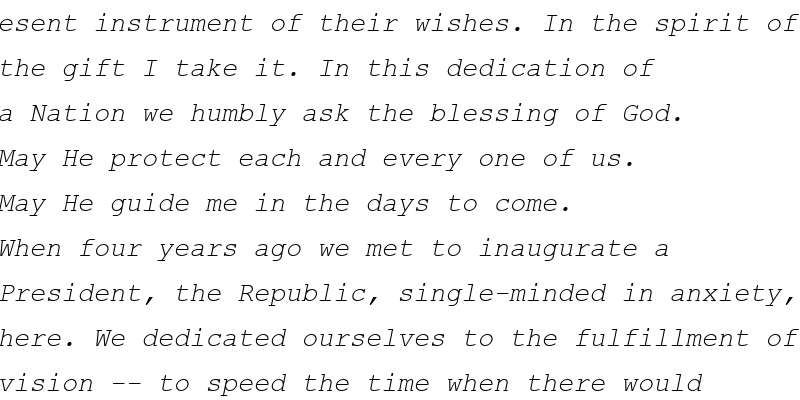 esent instrument of their wishes. In the spirit of
the gift I take it. In this dedication of
a Nation we humbly ask the blessing of God.
May He protect each and every one of us.
May He guide me in the days to come.
When four years ago we met to inaugurate a
President, the Republic, single-minded in anxiety,
here. We dedicated ourselves to the fulfillment of
vision -- to speed the time when there would